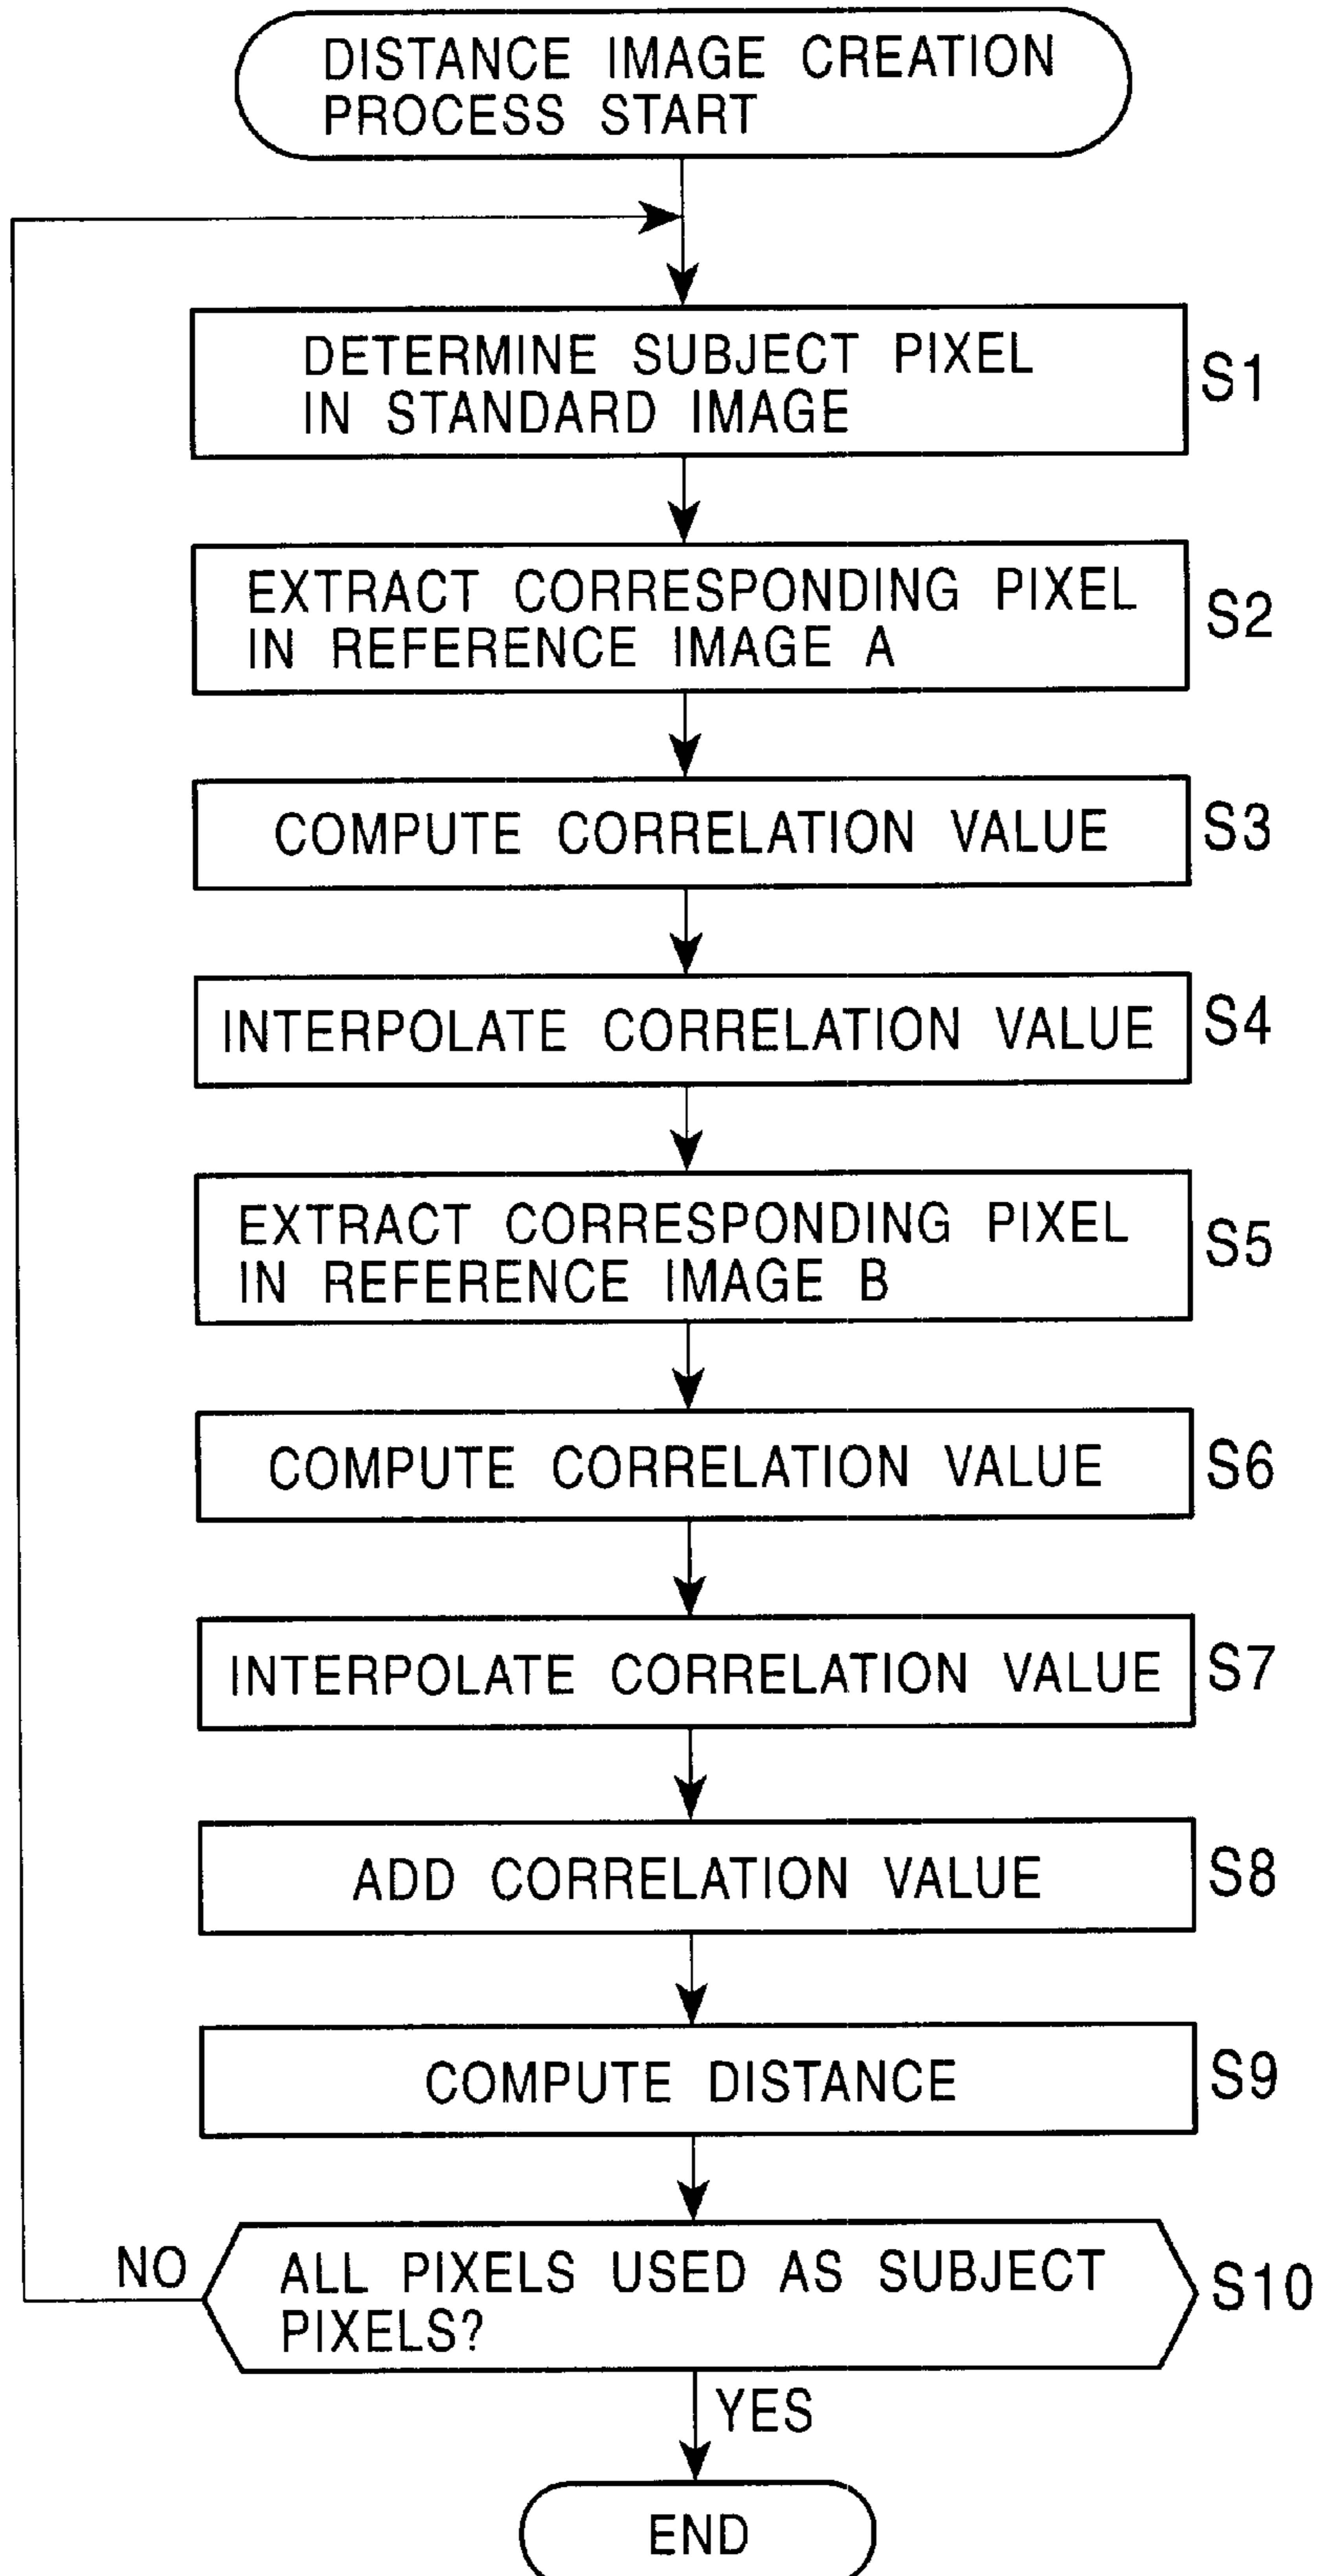 DISTANCE IMAGE CREATION
PROCESS START
DETERMINE SUBJECT PIXEL
IN STANDARD IMAGE
S1
EXTRACT CORRESPONDING PIXEL
IN REFERENCE IMAGE A
S2
COMPUTE CORRELATION VALUE
S3
INTERPOLATE CORRELATION VALUE
S4
EXTRACT CORRESPONDING PIXEL
IN REFERENCE IMAGE B
S5
COMPUTE CORRELATION VALUE
S6
INTERPOLATE CORRELATION VALUE
S7
ADD CORRELATION VALUE
S8
COMPUTE DISTANCE
S9
NO
ALL PIXELS USED AS SUBJECT
PIXELS?
S10
YES
END